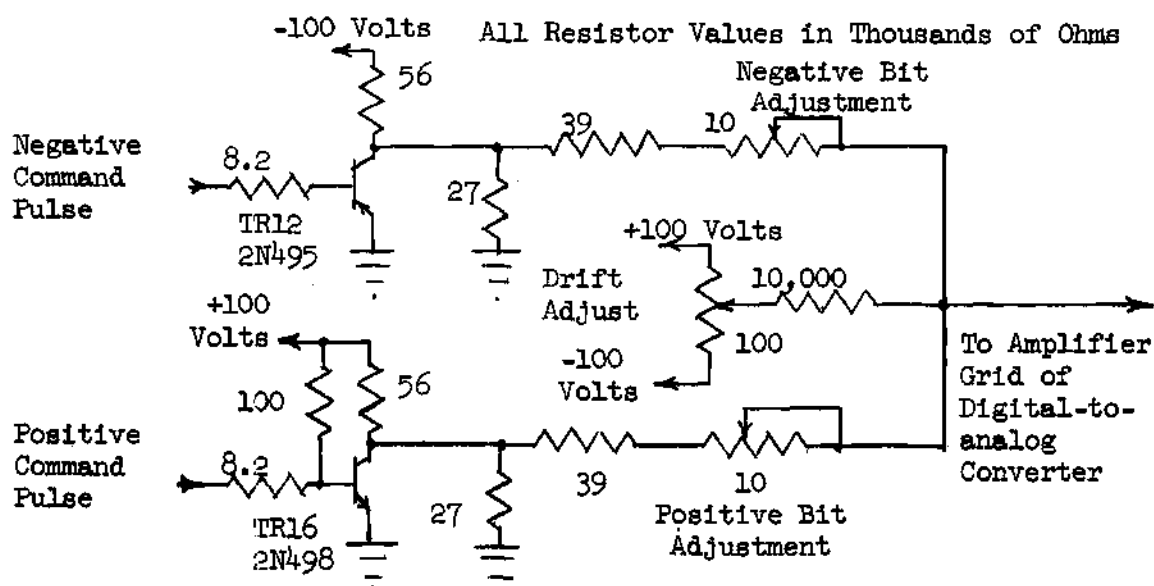 -100 Volts
All Resistor Values in Thousands of Ohms
56
Negative Bit
Adjustment
39
10
Negative
Command
Pulse
8.2
27
TR12
2N495
+100 Volts
Drift
Adjust
10,000
100
-100
Volts
+100
Volts
100
56
To Amplifier
Grid of
Digital-to-
analog
Converter
Positive
Command
Pulse
8.2
27
39
10
TR16
2N498
Positive Bit
Adjustment